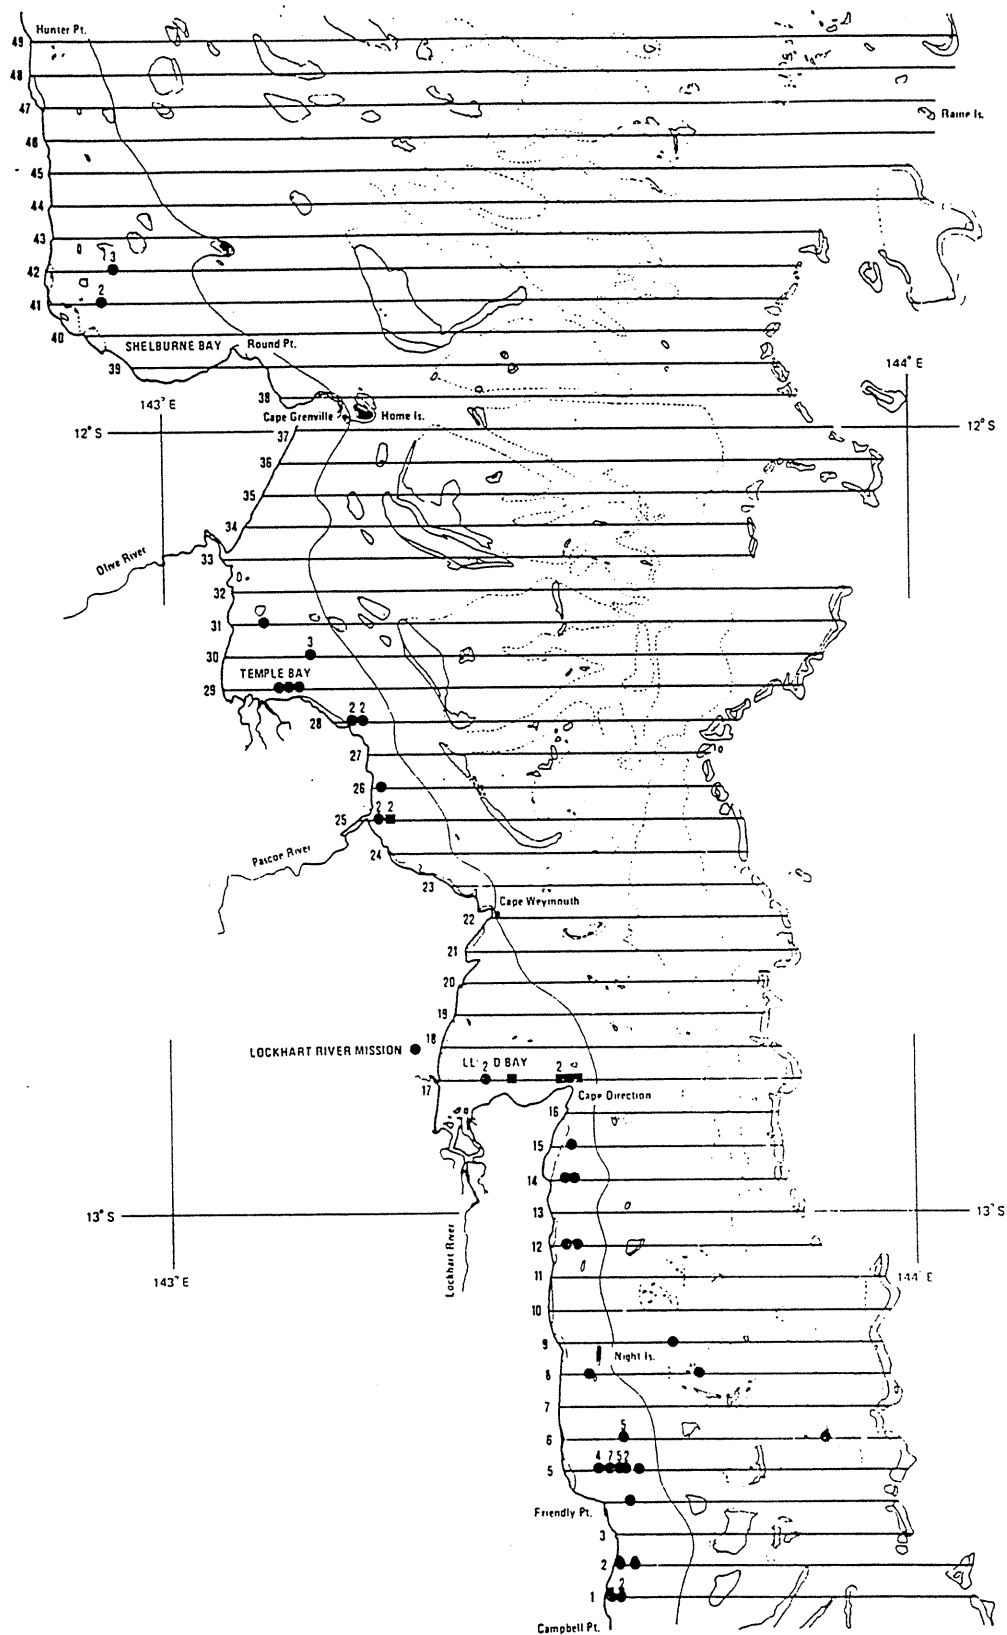 Hunter Pt.
49
48
47
Raine Is.
46
45
44
43
3
42
2
41
40
SHELBURNE BAY
Round Pt.
39
144° E
38
143° E
Cape Grenville
Home Is.
12° S
37
12° S
36
35
34
Olive River
33
32
31
3
30
TEMPLE BAY
29
2 2
28
27
26
2 2
25
Pascoe River
24
23
Cape Weymouth
22
21
20
19
18
LOCKHART RIVER MISSION
LL D BAY
2
2
17
Cape Direction
16
15
14
13° S
13
13° S
12
143° E
11
144° E
Lockhart River
10
9
Night Is.
8
7
5
6
4 7 5 2
5
Friendly Pt.
3
2
2
1
Campbell Pt.